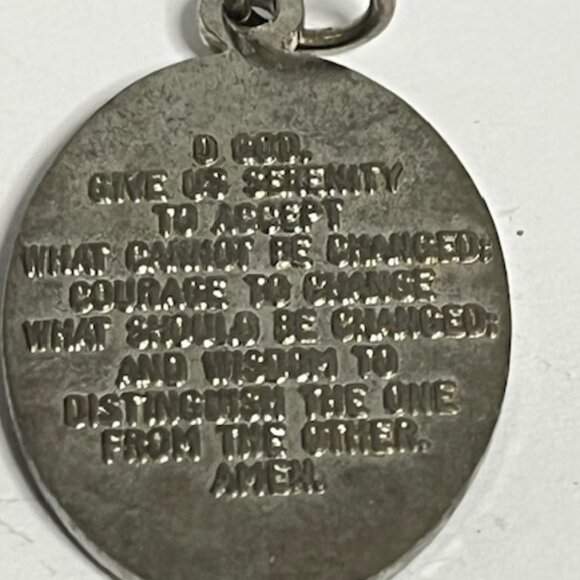 O GOD,
GIVE US SERENITY
TO ACCEPT
WHAT CANNOT BE CHANGED;
COURAGE TO CHANGE
WHAT SHOULD BE CHANGED;
AND WISDOM TO
DISTINGUISH THE ONE
FROM THE OTHER.
AMEN.